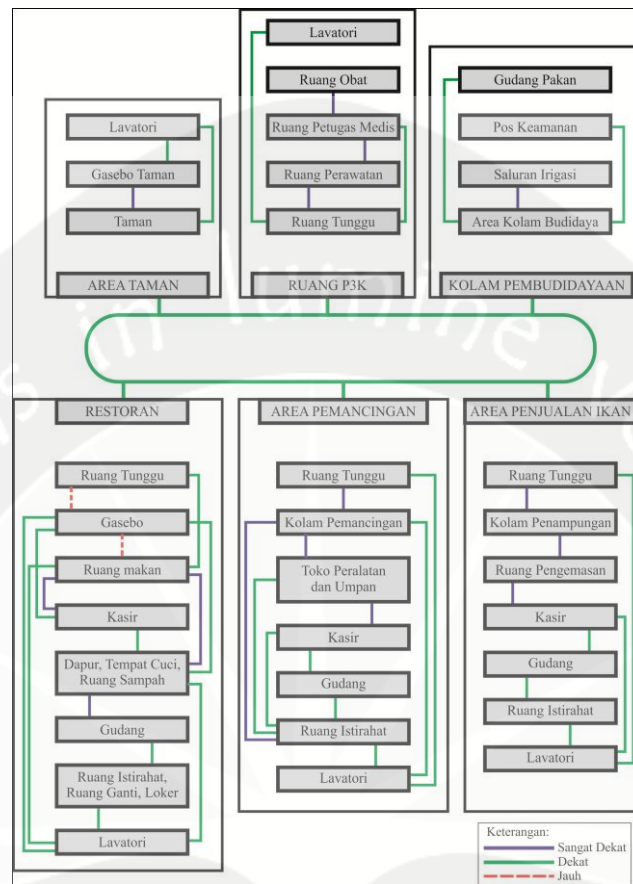 Lavatori
Ruang Obat
Ruang Petugas Medis
Ruang Perawatan
Ruang Tunggu
RUANG P3K
Gudang Pakan
Pos Keamanan
Saluran Irigasi
Area Kolam Budidaya
KOLAM PEMBUDIDAYAAN
Lavatori
Gasebo Taman
Taman
AREA TAMAN
in lumine
RESTORAN
Ruang Tunggu
Gasebo
Ruang makan
Kasir
Dapur, Tempat Cuci,
Ruang Sampah
Gudang
Ruang Istirahat,
Ruang Ganti, Loker
Lavatori
AREA PEMANCINGAN
Ruang Tunggu
Kolam Pemancingan
Toko Peralatan
dan Umpan
Kasir
Gudang
Ruang Istirahat
Lavatori
AREA PENJUALAN IKAN
Ruang Tunggu
Kolam Penampungan
Ruang Pengemasan
Kasir
Gudang
Ruang Istirahat
Lavatori
Keterangan:
Sangat Dekat
Dekat
Jauh